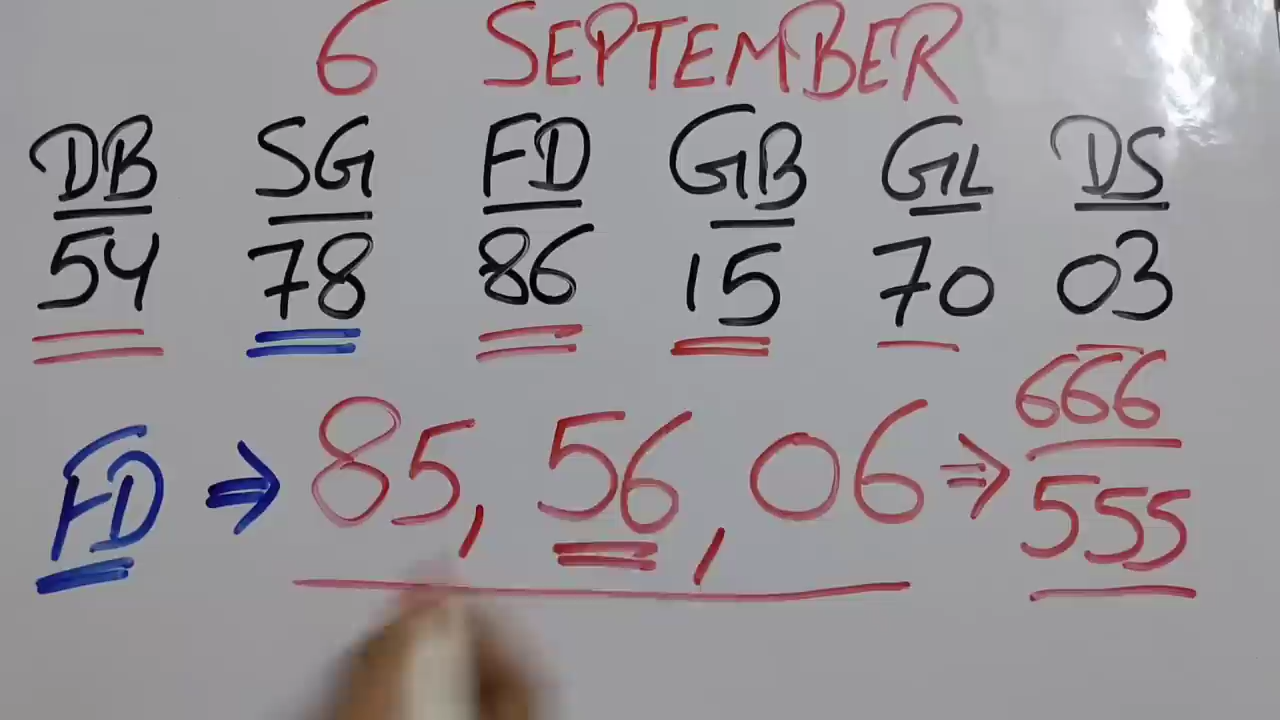 6 SEPTEMBER
DB SG FD GB GL DS
54 78 86 15 70 03
FD ⇒ 85, 56, 06 ⇒ 666
555